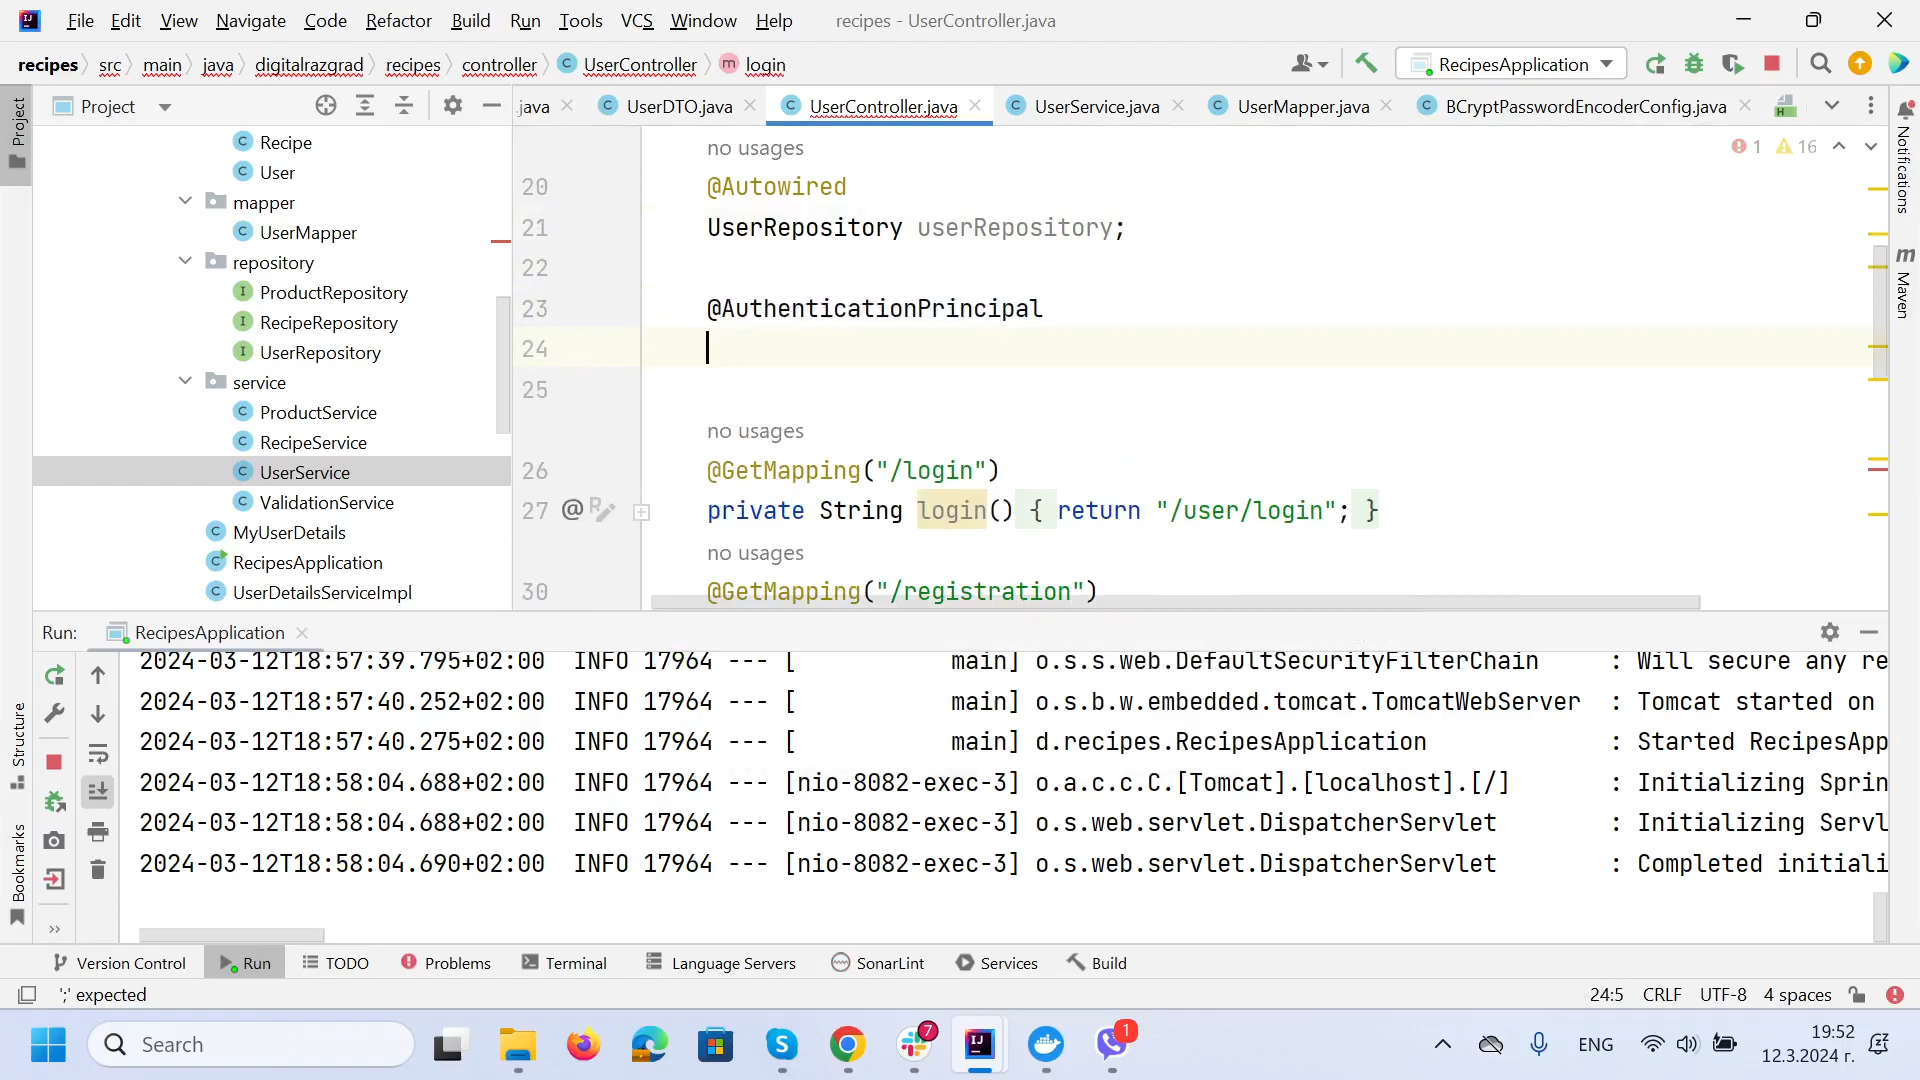 File Edit View Navigate Code Refactor Build Run Tools VCS Window Help recipes - UserController.java
recipes src main java digitalrazgrad recipes controller UserController login RecipesApplication
Project .java UserDTO.java UserController.java UserService.java UserMapper.java BCryptPasswordEncoderConfig.java
Project
Structure
Bookmarks
Recipe
User
mapper
UserMapper
repository
ProductRepository
RecipeRepository
UserRepository
service
ProductService
RecipeService
UserService
ValidationService
MyUserDetails
RecipesApplication
UserDetailsServiceImpl
no usages
1 16
20 @Autowired
21 UserRepository userRepository;
22
23 @AuthenticationPrincipal
24
25
no usages
26 @GetMapping("/login")
27 private String login() { return "/user/login"; }
no usages
30 @GetMapping("/registration")
Notifications
Maven
Run: RecipesApplication
2024-03-12T18:57:39.795+02:00 INFO 17964 --- [ main] o.s.s.web.DefaultSecurityFilterChain : Will secure any re
2024-03-12T18:57:40.252+02:00 INFO 17964 --- [ main] o.s.b.w.embedded.tomcat.TomcatWebServer : Tomcat started on
2024-03-12T18:57:40.275+02:00 INFO 17964 --- [ main] d.recipes.RecipesApplication : Started RecipesApp
2024-03-12T18:58:04.688+02:00 INFO 17964 --- [nio-8082-exec-3] o.a.c.c.C.[Tomcat].[localhost].[/] : Initializing Sprin
2024-03-12T18:58:04.688+02:00 INFO 17964 --- [nio-8082-exec-3] o.s.web.servlet.DispatcherServlet : Initializing Servl
2024-03-12T18:58:04.690+02:00 INFO 17964 --- [nio-8082-exec-3] o.s.web.servlet.DispatcherServlet : Completed initiali
Version Control Run TODO Problems Terminal Language Servers SonarLint Services Build
';' expected 24:5 CRLF UTF-8 4 spaces
Search 7 1 ENG 19:52
12.3.2024 г.